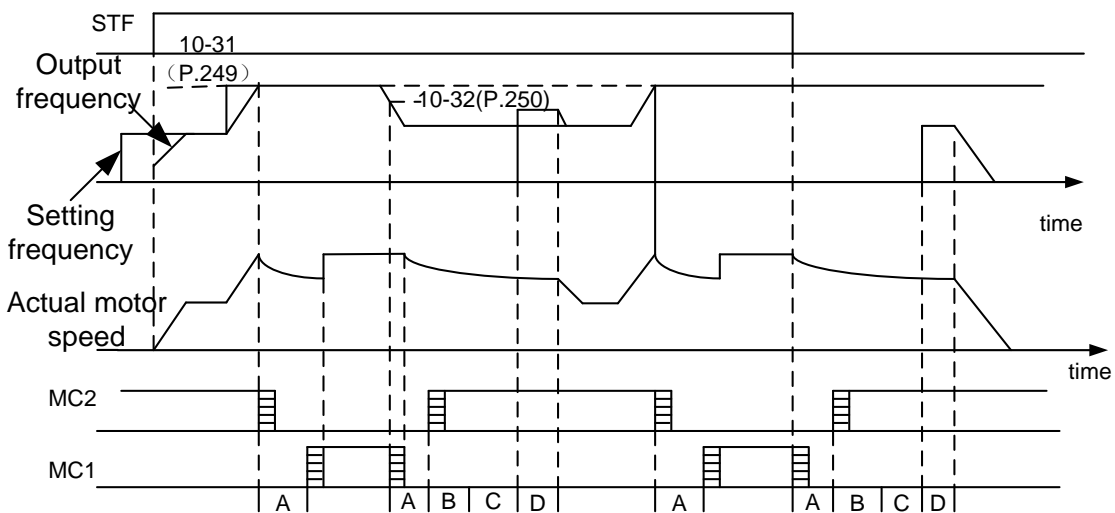 STF
10-31
(P.249）
Output
frequency
10-32(P.250)
Setting
frequency
time
Actual motor
speed
time
MC2
MC1
A A B C D A A B C D